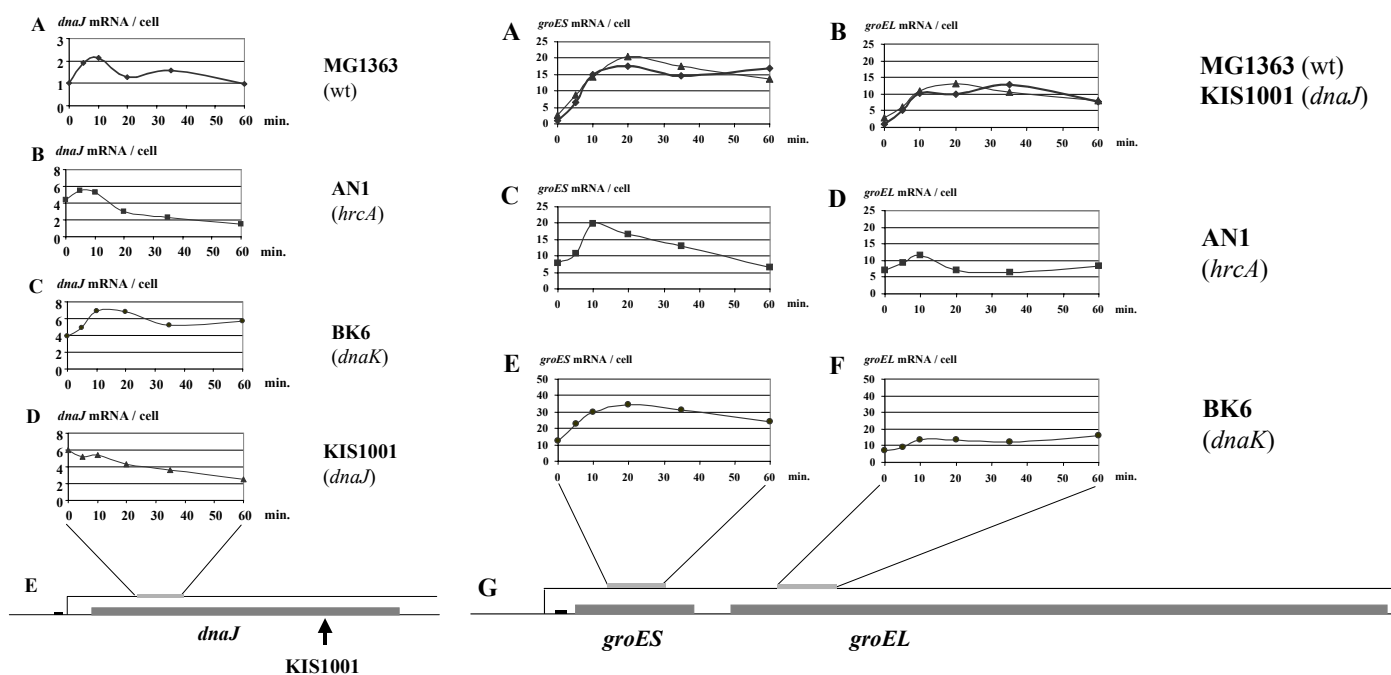 A dnaJ mRNA / cell
3
2
1
0
0 10 20 30 40 50 60 min.
MG1363
(wt)
B dnaJ mRNA / cell
8
6
4
2
0
0 10 20 30 40 50 60 min.
AN1
(hrcA)
C dnaJ mRNA / cell
8
6
4
2
0
0 10 20 30 40 50 60 min.
BK6
(dnaK)
D dnaJ mRNA / cell
8
6
4
2
0
0 10 20 30 40 50 60 min.
KIS1001
(dnaJ)
E
dnaJ
KIS1001
A groES mRNA / cell
25
20
15
10
5
0
0 10 20 30 40 50 60 min.
B groEL mRNA / cell
25
20
15
10
5
0
0 10 20 30 40 50 60 min.
MG1363 (wt)
KIS1001 (dnaJ)
C groES mRNA / cell
25
20
15
10
5
0
0 10 20 30 40 50 60 min.
D groEL mRNA / cell
25
20
15
10
5
0
0 10 20 30 40 50 60 min.
AN1
(hrcA)
E groES mRNA / cell
50
40
30
20
10
0
0 10 20 30 40 50 60 min.
F groEL mRNA / cell
50
40
30
20
10
0
0 10 20 30 40 50 60 min.
BK6
(dnaK)
G
groES groEL